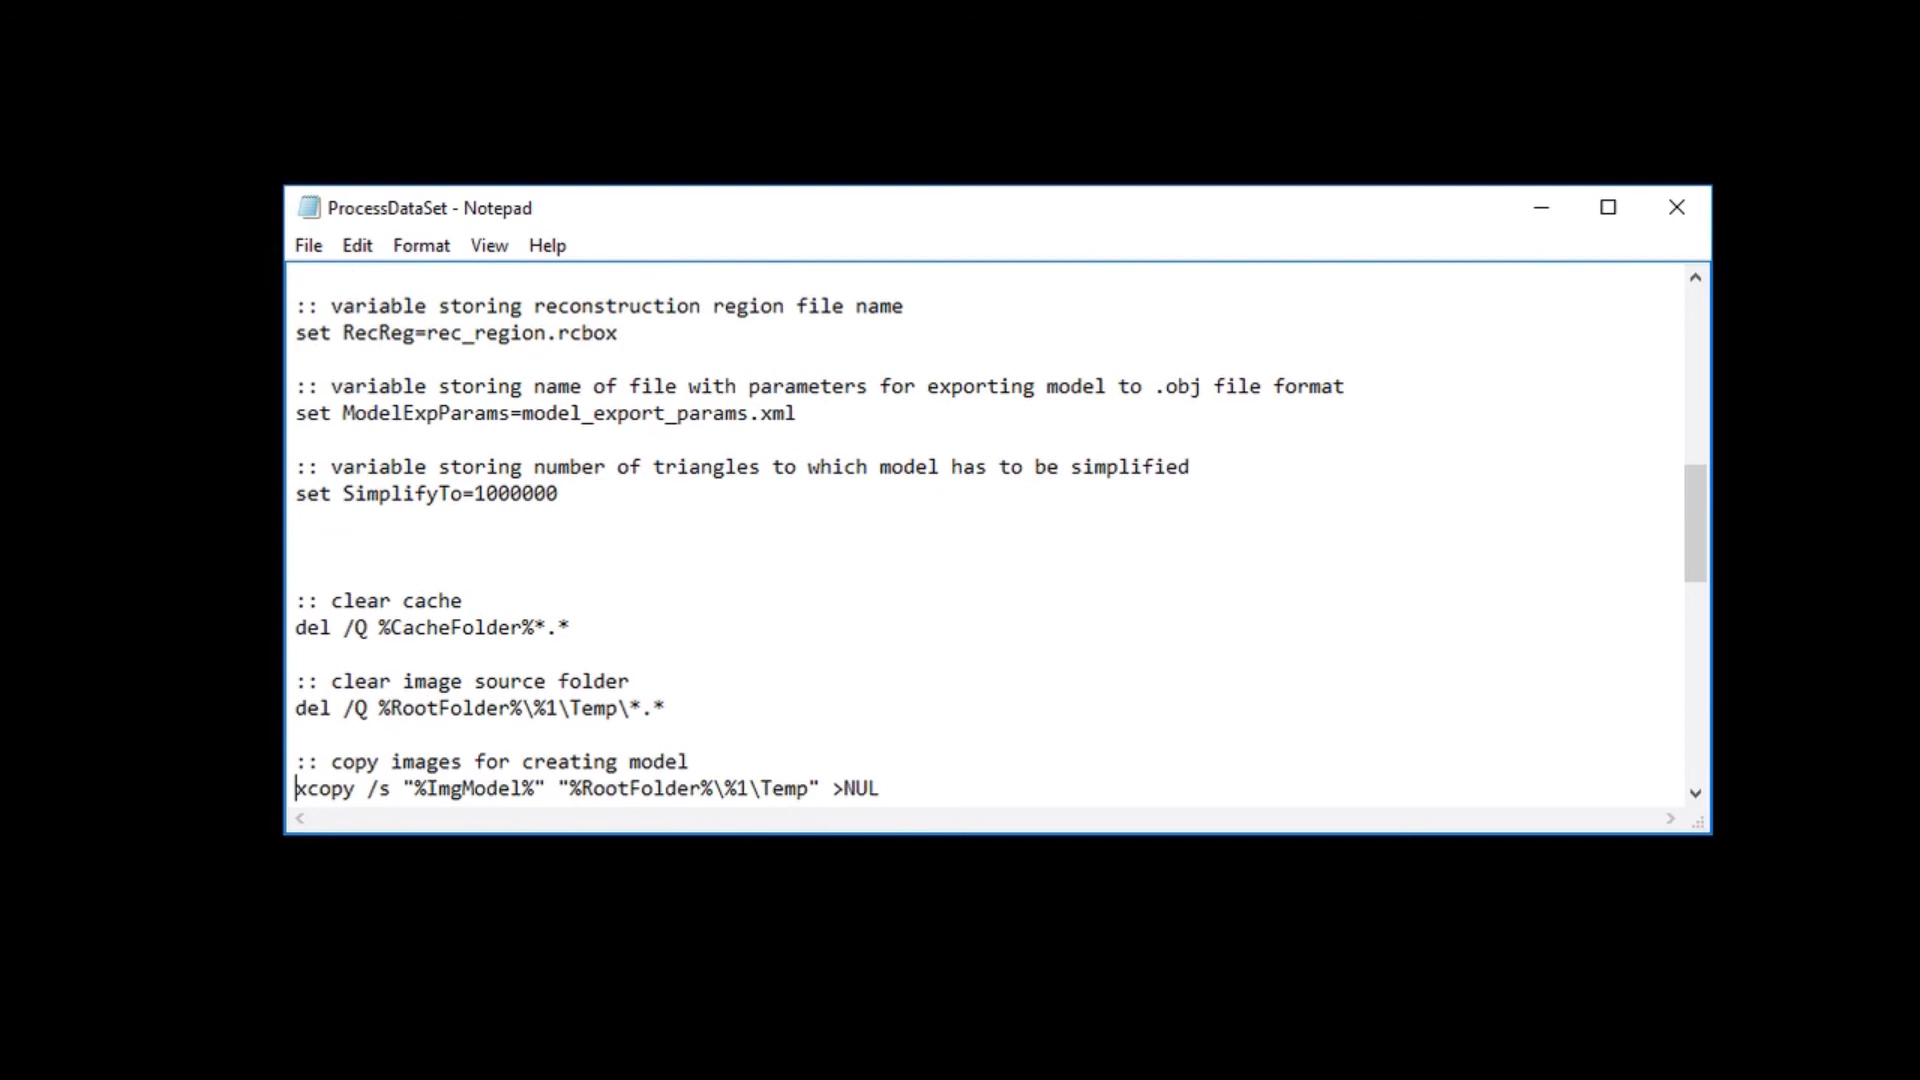 ProcessDataSet - Notepad
File Edit Format View Help
:: variable storing reconstruction region file name
set RecReg=rec_region.rcbox
:: variable storing name of file with parameters for exporting model to .obj file format
set ModelExpParams=model_export_params.xml
:: variable storing number of triangles to which model has to be simplified
set SimplifyTo=1000000
:: clear cache
del /Q %CacheFolder%*.*
:: clear image source folder
del /Q %RootFolder%\%1\Temp\*.*
:: copy images for creating model
xcopy /s "%ImgModel%" "%RootFolder%\%1\Temp" >NUL